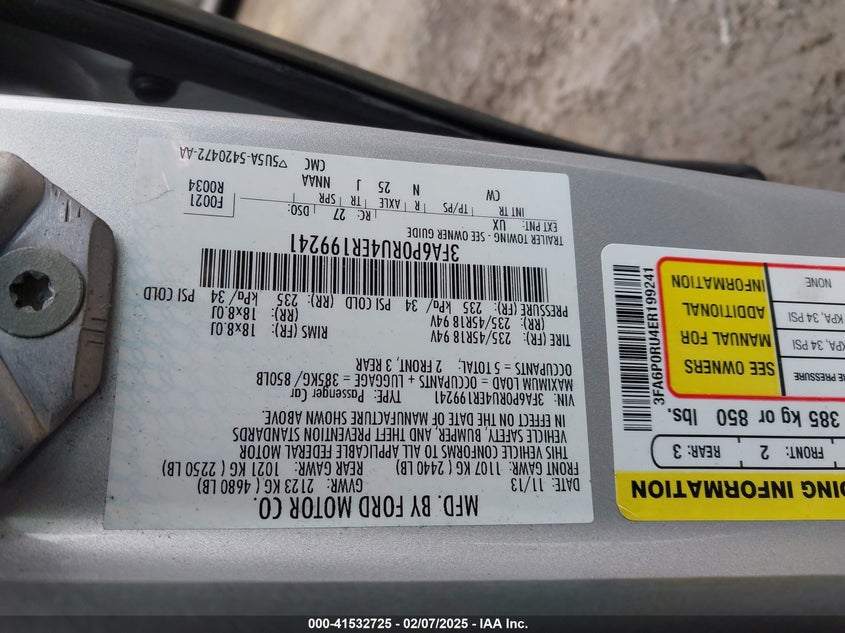 MFD. BY FORD MOTOR CO.
DATE: 11/13 GVWR: 2123 KG ( 4680 LB)
FRONT GAWR: 1107 KG ( 2440 LB) REAR GAWR: 1021 KG ( 2250 LB)
THIS VEHICLE CONFORMS TO ALL APPLICABLE FEDERAL MOTOR
VEHICLE SAFETY, BUMPER, AND THEFT PREVENTION STANDARDS
IN EFFECT ON THE DATE OF MANUFACTURE SHOWN ABOVE.
VIN: 3FA6P0RU4ER199241 TYPE: Passenger Car
MAXIMUM LOAD = OCCUPANTS + LUGGAGE = 385KG/ 850LB
OCCUPANTS = 5 TOTAL: 2 FRONT, 3 REAR
TIRE (FR): 235/45R18 94V RIMS (FR): 18x8.0J
(RR): 235/45R18 94V (RR): 18x8.0J
PRESSURE (FR): 235 kPa/ 34 PSI COLD (RR): 235 kPa/ 34 PSI COLD
3FA6P0RU4ER199241
TRAILER TOWING - SEE OWNER GUIDE
EXT PNT: UX RC: 27 DSO: F0021
INT TR TP/PS R AXLE TR SPR R0034
CW N 25 J NNAA
CMC ▽5U5A-5420472-AA
DING INFORMATION
FRONT: 2 REAR: 3
385 kg or 850 lbs.
RE PRESSURE
KPA, 34 PSI
KPA, 34 PSI
NONE
SEE OWNERS
MANUAL FOR
ADDITIONAL
INFORMATION
3FA6P0RU4ER199241
000-41532725 - 02/07/2025 - IAA Inc.